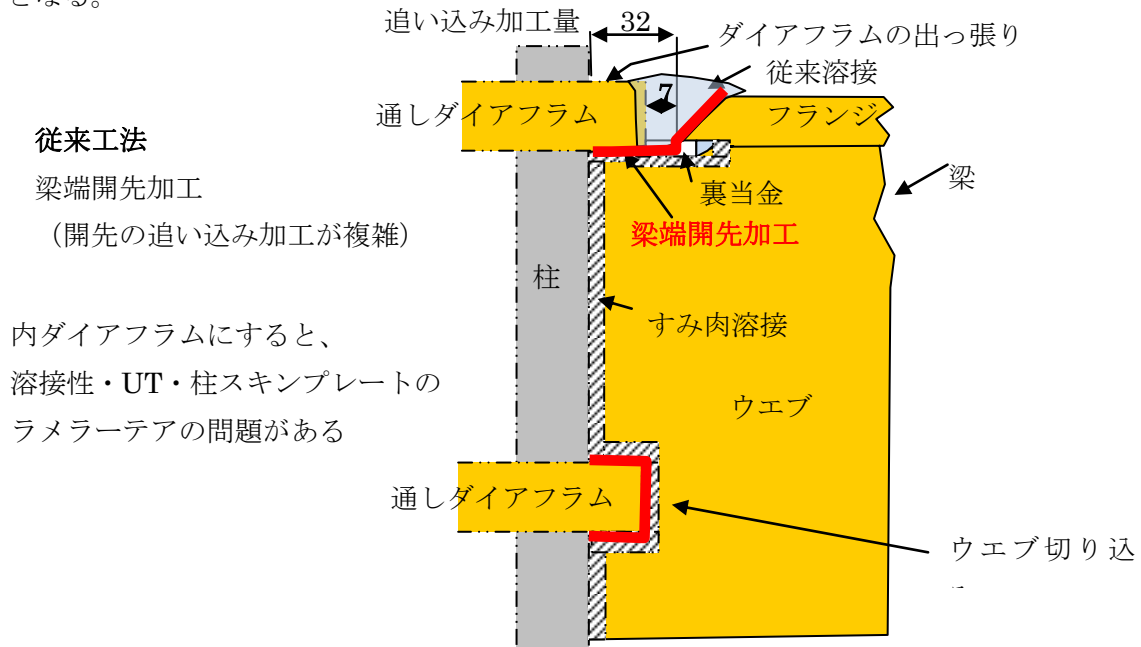 となる。
追い込み加工量
32
ダイアフラムの出っ張り
従来溶接
7
通しダイアフラム
フランジ
従来工法
梁端開先加工
（開先の追い込み加工が複雑）
裏当金
梁
梁端開先加工
柱
すみ肉溶接
内ダイアフラムにすると、
溶接性・UT・柱スキンプレートの
ラメラーテアの問題がある
ウエブ
通しダイアフラム
ウエブ切り込